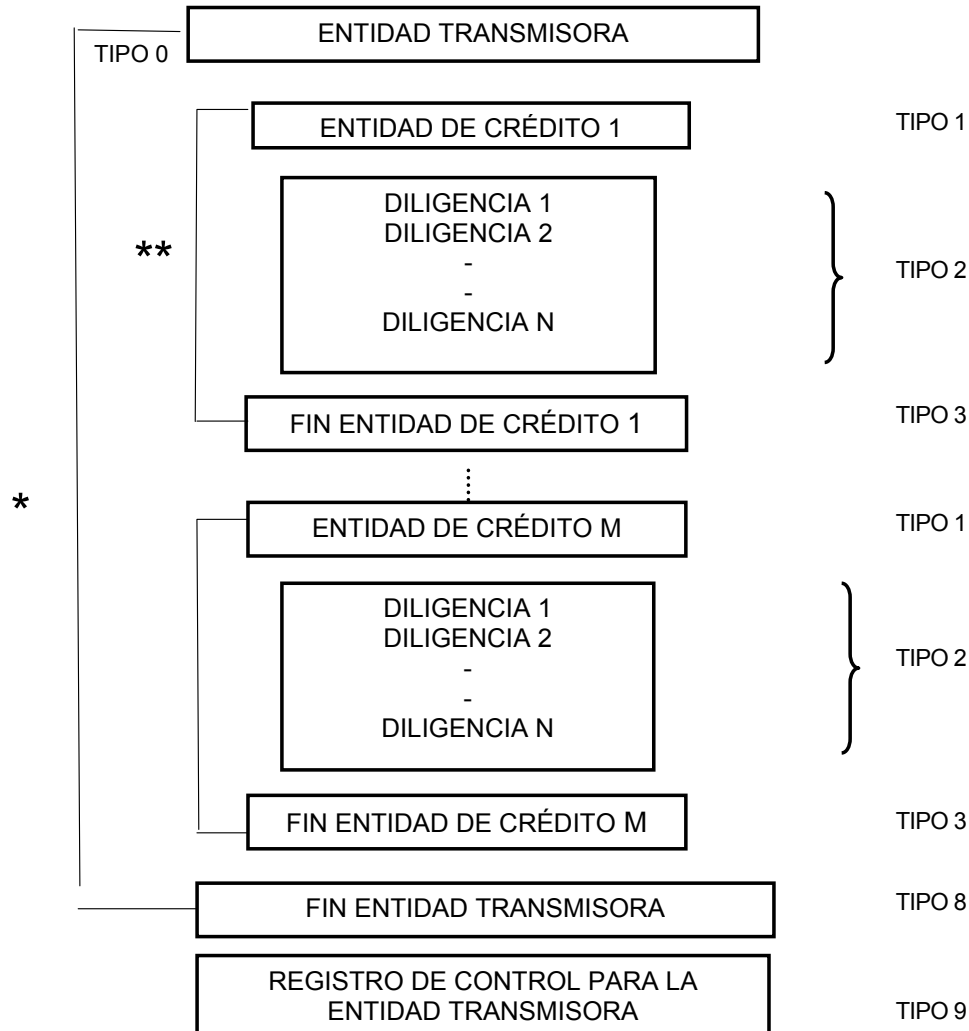 ENTIDAD TRANSMISORA
TIPO 0
ENTIDAD DE CRÉDITO 1
TIPO 1
DILIGENCIA 1
DILIGENCIA 2
-
-
DILIGENCIA N
**
TIPO 2
FIN ENTIDAD DE CRÉDITO 1
TIPO 3
*
ENTIDAD DE CRÉDITO M
TIPO 1
DILIGENCIA 1
DILIGENCIA 2
-
-
DILIGENCIA N
TIPO 2
FIN ENTIDAD DE CRÉDITO M
TIPO 3
FIN ENTIDAD TRANSMISORA
TIPO 8
REGISTRO DE CONTROL PARA LA
ENTIDAD TRANSMISORA
TIPO 9